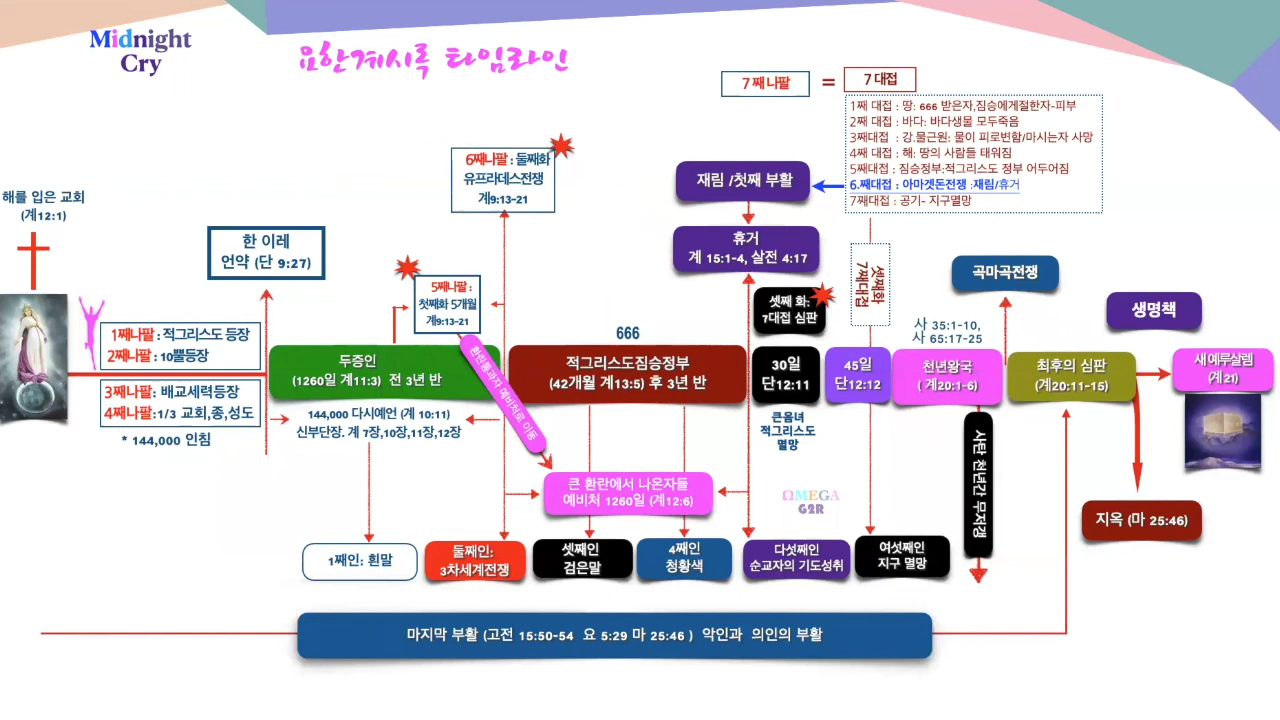 Midnight
Cry
요한계시록 타임라인
7 째나팔
=
7 대접
1째 대접 : 땅: 666 받은자,짐승에게절한자-피부
2째 대접 : 바다: 바다생물 모두죽음
3째대접 : 강.물근원: 물이 피로변함/마시는자 사망
4째 대접 : 해: 땅의 사람들 태워짐
5째대접 : 짐승정부:적그리스도 정부 어두어짐
6.째대접 : 아마겟돈전쟁 :재림/휴거
7째대접 : 공기- 지구멸망
6째나팔 : 둘째화
유프라데스전쟁
계9:13-21
재림 /첫째 부활
휴거
계 15:1-4, 살전 4:17
해를 입은 교회
(계12:1)
한 이레
언약 (단 9:27)
5째나팔 :
첫째화 5개월
계9:13-21
셋째 화:
7대접 심판
셋째화
7째대접
곡마곡전쟁
생명책
1째나팔 : 적그리스도 등장
2째나팔 : 10뿔등장
3째나팔 : 배교세력등장
4째나팔 :1/3 교회,종,성도
* 144,000 인침
두증인
(1260일 계11:3) 전 3년 반
환란통과자 예비처로 이동
666
적그리스도짐승정부
(42개월 계13:5) 후 3년 반
30일
단12:11
45일
단12:12
사 35:1-10,
사 65:17-25
천년왕국
( 계20:1-6)
최후의 심판
(계20:11-15)
새 예루살렘
(계 21)
144,000 다시예언 (계 10:11)
신부단장. 계 7장,10장,11장,12장
큰음녀
적그리스도
멸망
사단 천년간 무저갱
큰 환란에서 나온자들
예비처 1260일 (계12:6)
ΩMEGA
G2R
지옥 (마 25:46)
1째인: 흰말
둘째인:
3차세계전쟁
셋째인
검은말
4째인
청황색
다섯째인
순교자의 기도성취
여섯째인
지구 멸망
마지막 부활 (고전 15:50-54 요 5:29 마 25:46 ) 악인과 의인의 부활